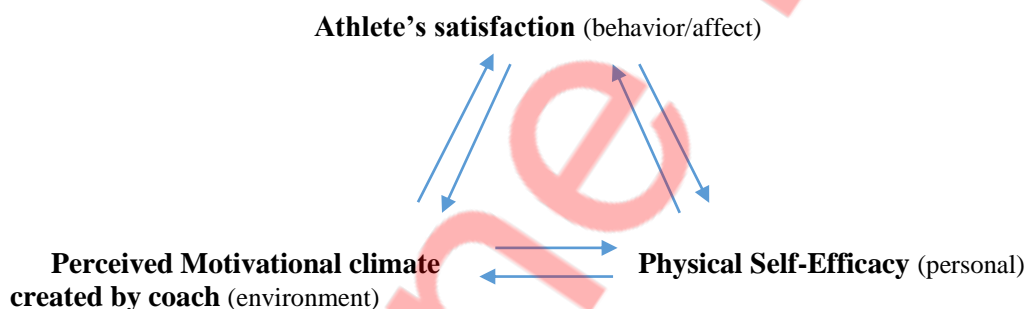 Athlete’s satisfaction (behavior/affect)
Perceived Motivational climate
created by coach (environment)
Physical Self-Efficacy (personal)